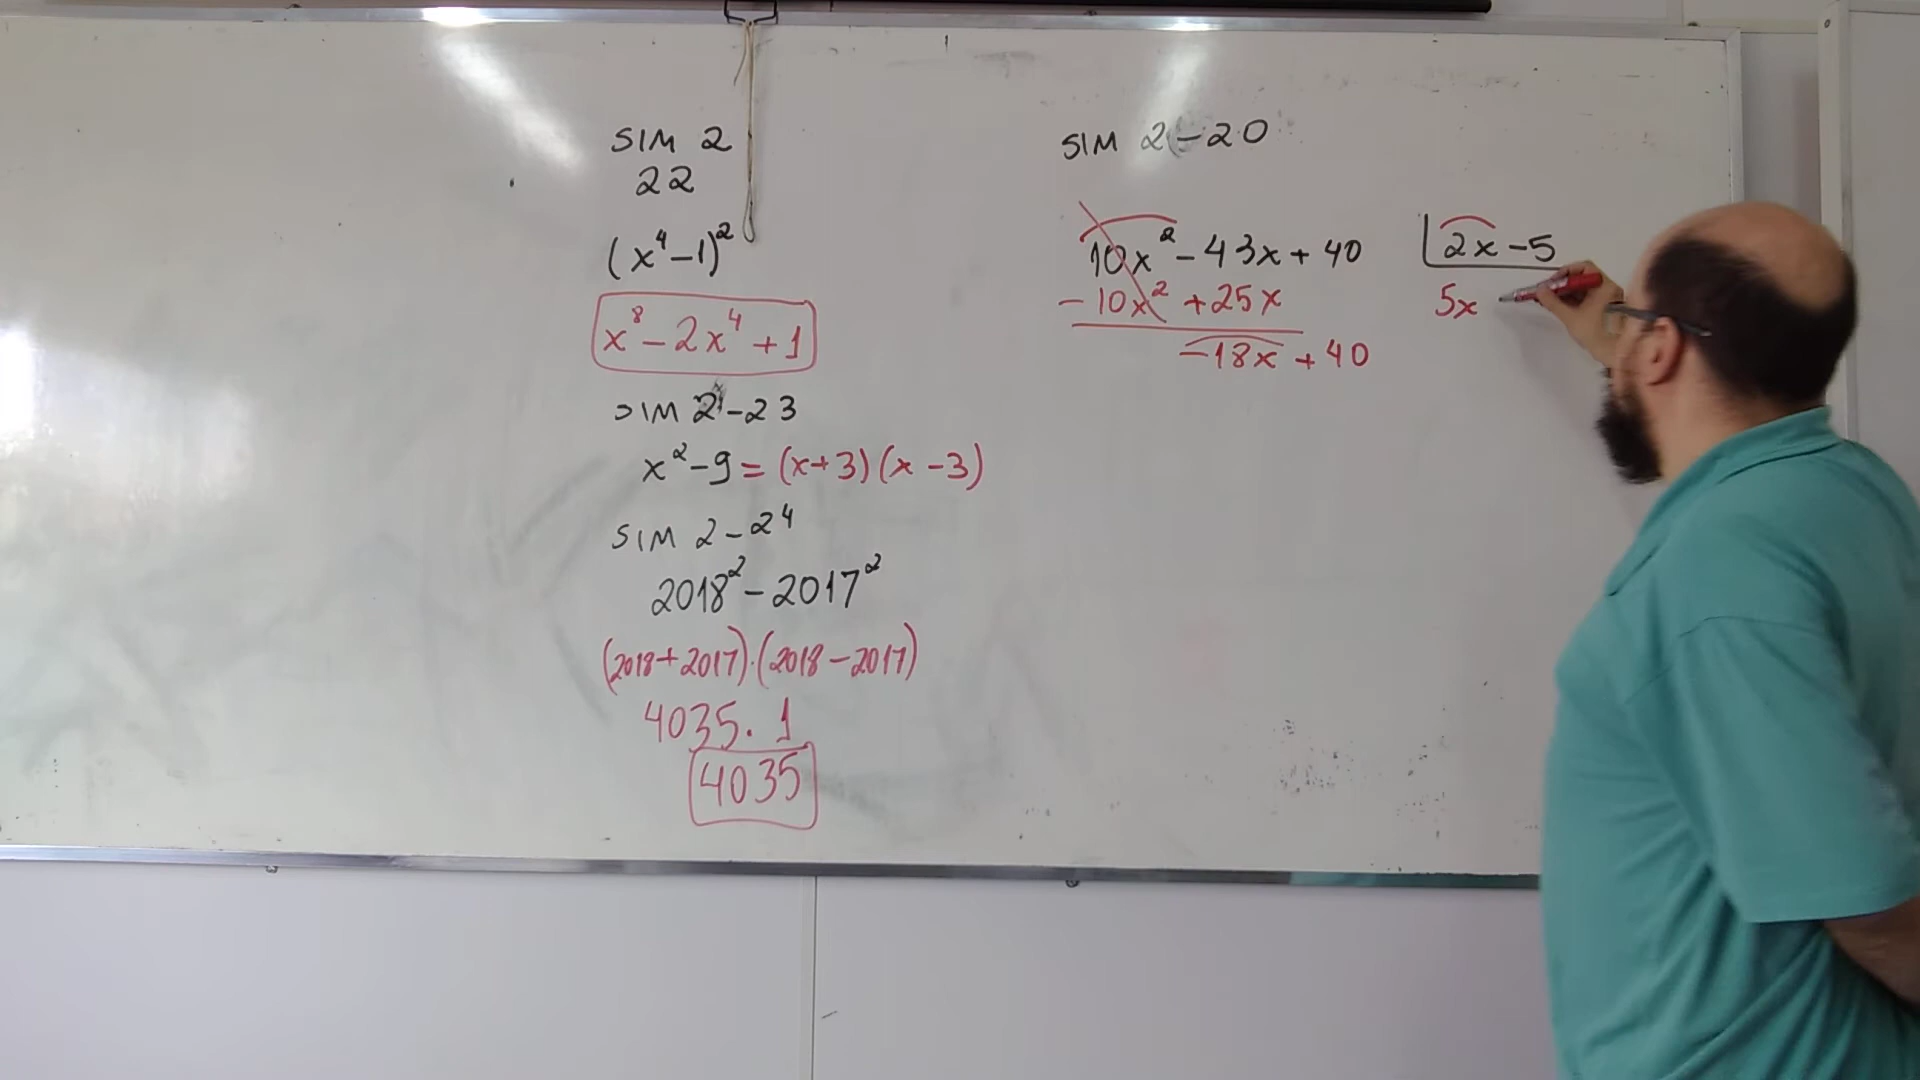 SIM 2
22
(x⁴-1)²
x⁸-2x⁴+1
SIM 2-23
x²-9=(x+3)(x-3)
SIM 2-24
2018²-2017²
(2018+2017).(2018-2017)
4035. 1
4035
SIM 2-20
10x²-43x+40 2x-5
-10x²+25x 5x -
-18x+40